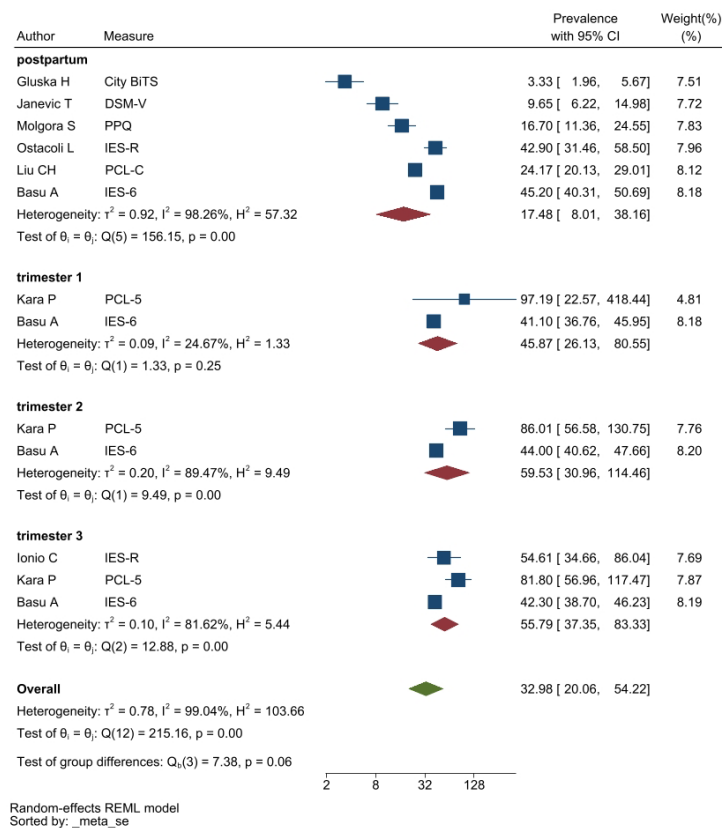 Prevalence Weight(%)
Author Measure with 95% CI (%)
postpartum
Gluska H City BiTS 3.33 [ 1.96, 5.67] 7.51
Janevic T DSM-V 9.65 [ 6.22, 14.98] 7.72
Molgora S PPQ 16.70 [ 11.36, 24.55] 7.83
Ostacoli L IES-R 42.90 [ 31.46, 58.50] 7.96
Liu CH PCL-C 24.17 [ 20.13, 29.01] 8.12
Basu A IES-6 45.20 [ 40.31, 50.69] 8.18
Heterogeneity: τ² = 0.92, I² = 98.26%, H² = 57.32 17.48 [ 8.01, 38.16]
Test of θᵢ = θⱼ: Q(5) = 156.15, p = 0.00
trimester 1
Kara P PCL-5 97.19 [ 22.57, 418.44] 4.81
Basu A IES-6 41.10 [ 36.76, 45.95] 8.18
Heterogeneity: τ² = 0.09, I² = 24.67%, H² = 1.33 45.87 [ 26.13, 80.55]
Test of θᵢ = θⱼ: Q(1) = 1.33, p = 0.25
trimester 2
Kara P PCL-5 86.01 [ 56.58, 130.75] 7.76
Basu A IES-6 44.00 [ 40.62, 47.66] 8.20
Heterogeneity: τ² = 0.20, I² = 89.47%, H² = 9.49 59.53 [ 30.96, 114.46]
Test of θᵢ = θⱼ: Q(1) = 9.49, p = 0.00
trimester 3
Ionio C IES-R 54.61 [ 34.66, 86.04] 7.69
Kara P PCL-5 81.80 [ 56.96, 117.47] 7.87
Basu A IES-6 42.30 [ 38.70, 46.23] 8.19
Heterogeneity: τ² = 0.10, I² = 81.62%, H² = 5.44 55.79 [ 37.35, 83.33]
Test of θᵢ = θⱼ: Q(2) = 12.88, p = 0.00
Overall 32.98 [ 20.06, 54.22]
Heterogeneity: τ² = 0.78, I² = 99.04%, H² = 103.66
Test of θᵢ = θⱼ: Q(12) = 215.16, p = 0.00
Test of group differences: Q_b(3) = 7.38, p = 0.06
2 8 32 128
Random-effects REML model
Sorted by: _meta_se